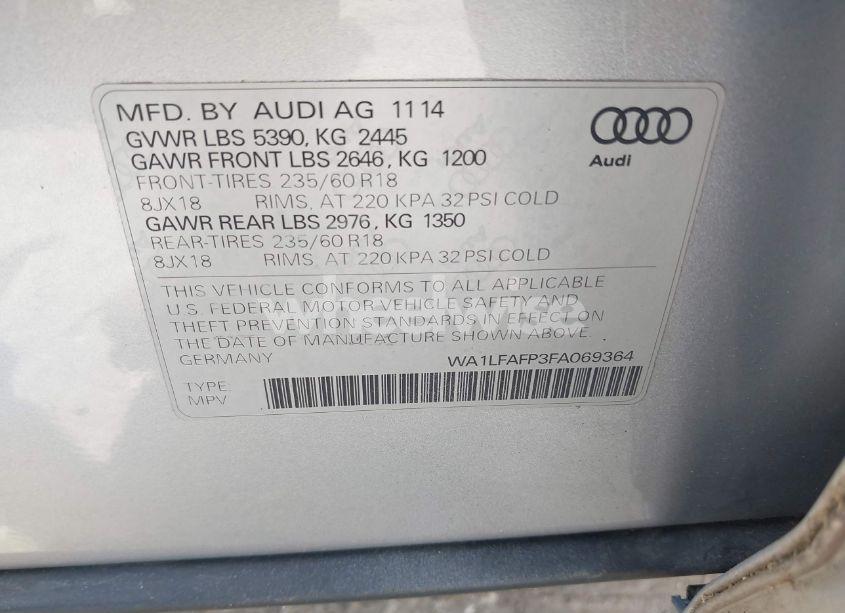 MFD. BY AUDI AG 11 14
GVWR LBS 5390, KG 2445
GAWR FRONT LBS 2646, KG 1200
FRONT-TIRES 235/60 R18
8JX18 RIMS, AT 220 KPA 32 PSI COLD
GAWR REAR LBS 2976, KG 1350
REAR-TIRES 235/60 R18
8JX18 RIMS, AT 220 KPA 32 PSI COLD
Audi
THIS VEHICLE CONFORMS TO ALL APPLICABLE
U.S. FEDERAL MOTOR VEHICLE SAFETY AND
THEFT PREVENTION STANDARDS IN EFFECT ON
THE DATE OF MANUFACTURE SHOWN ABOVE.
GERMANY WA1LFAFP3FA069364
TYPE:
MPV